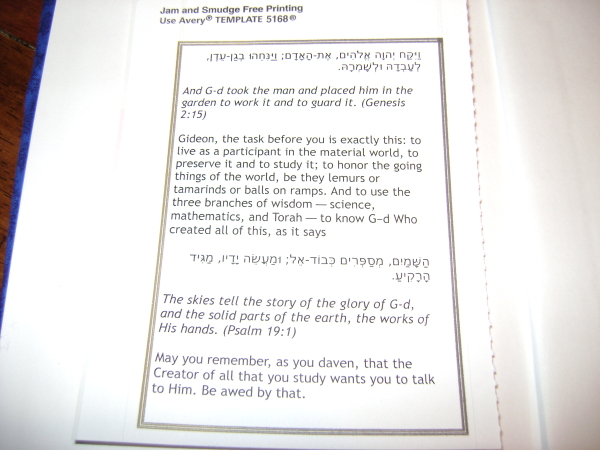 Jam and Smudge Free Printing
Use Avery® TEMPLATE 5168®
וַיִּקַּח יְהוָה אֱלֹהִים, אֶת-הָאָדָם; וַיַּנִּחֵהוּ בְגַן-עֵדֶן,
לְעָבְדָהּ וּלְשָׁמְרָהּ.
And G-d took the man and placed him in the
garden to work it and to guard it. (Genesis
2:15)
Gideon, the task before you is exactly this: to
live as a participant in the material world, to
preserve it and to study it; to honor the going
things of the world, be they lemurs or
tamarinds or balls on ramps. And to use the
three branches of wisdom — science,
mathematics, and Torah — to know G-d Who
created all of this, as it says
הַשָּׁמַיִם, מְסַפְּרִים כְּבוֹד-אֵל; וּמַעֲשֵׂה יָדָיו, מַגִּיד
הָרָקִיעַ.
The skies tell the story of the glory of G-d,
and the solid parts of the earth, the works of
His hands. (Psalm 19:1)
May you remember, as you daven, that the
Creator of all that you study wants you to talk
to Him. Be awed by that.